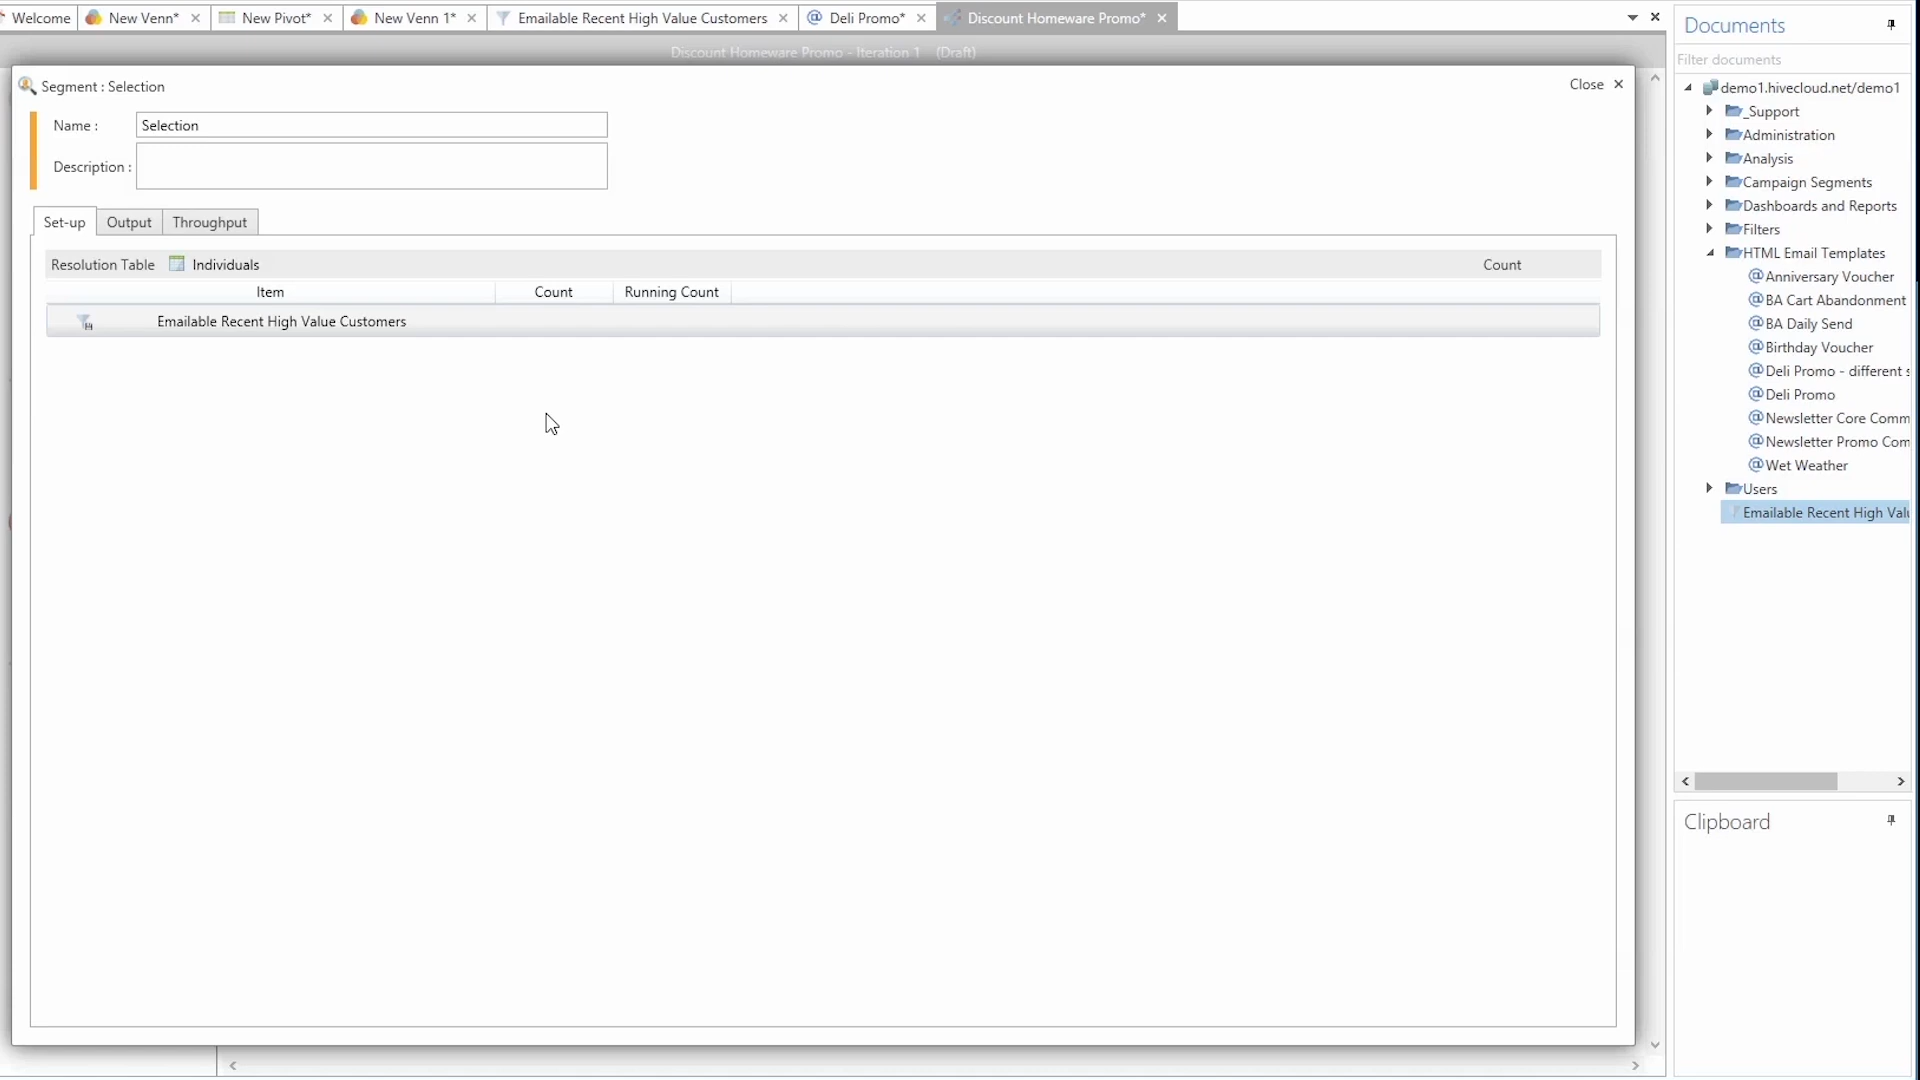 Welcome
New Venn*
New Pivot*
New Venn 1*
Emailable Recent High Value Customers
Deli Promo*
Discount Homeware Promo*
Discount Homeware Promo - Iteration 1 (Draft)
Segment : Selection
Close
Name :
Selection
Description :
Set-up
Output
Throughput
Resolution Table
Individuals
Count
Item
Count
Running Count
Emailable Recent High Value Customers
Documents
Filter documents
demo1.hivecloud.net/demo1
_Support
Administration
Analysis
Campaign Segments
Dashboards and Reports
Filters
HTML Email Templates
Anniversary Voucher
BA Cart Abandonment
BA Daily Send
Birthday Voucher
Deli Promo - different s
Deli Promo
Newsletter Core Comm
Newsletter Promo Com
Wet Weather
Users
Emailable Recent High Valu
Clipboard